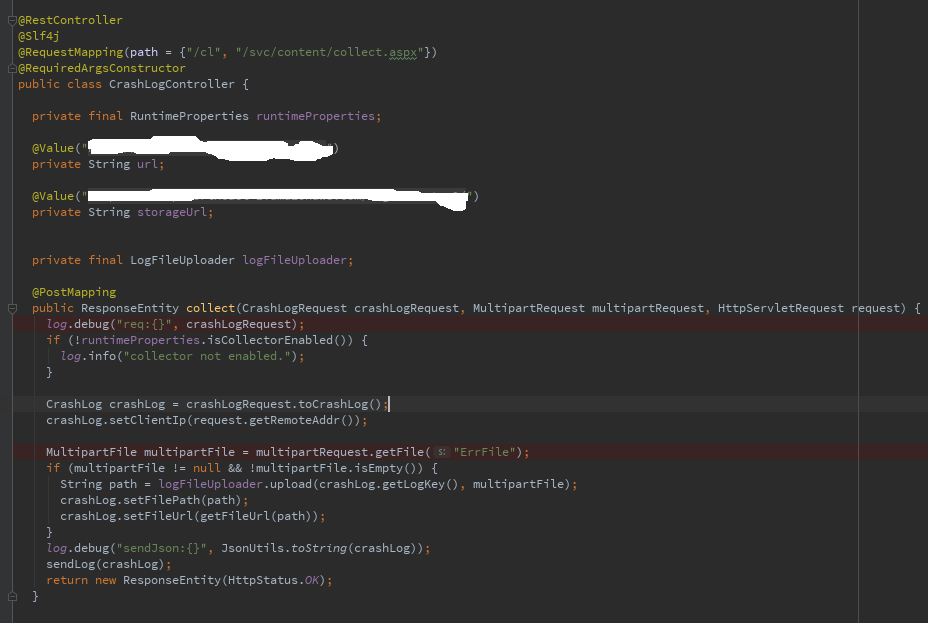 @RestController
@Slf4j
@RequestMapping(path = {"/cl", "/svc/content/collect.aspx"})
@RequiredArgsConstructor
public class CrashLogController {
private final RuntimeProperties runtimeProperties;
@Value("")
private String url;
@Value("")
private String storageUrl;
private final LogFileUploader logFileUploader;
@PostMapping
public ResponseEntity collect(CrashLogRequest crashLogRequest, MultipartRequest multipartRequest, HttpServletRequest request) {
log.debug("req:{}", crashLogRequest);
if (!runtimeProperties.isCollectorEnabled()) {
log.info("collector not enabled.");
}
CrashLog crashLog = crashLogRequest.toCrashLog();
crashLog.setClientIp(request.getRemoteAddr());
MultipartFile multipartFile = multipartRequest.getFile( s: "ErrFile");
if (multipartFile != null && !multipartFile.isEmpty()) {
String path = logFileUploader.upload(crashLog.getLogKey(), multipartFile);
crashLog.setFilePath(path);
crashLog.setFileUrl(getFileUrl(path));
}
log.debug("sendJson:{}", JsonUtils.toString(crashLog));
sendLog(crashLog);
return new ResponseEntity(HttpStatus.OK);
}